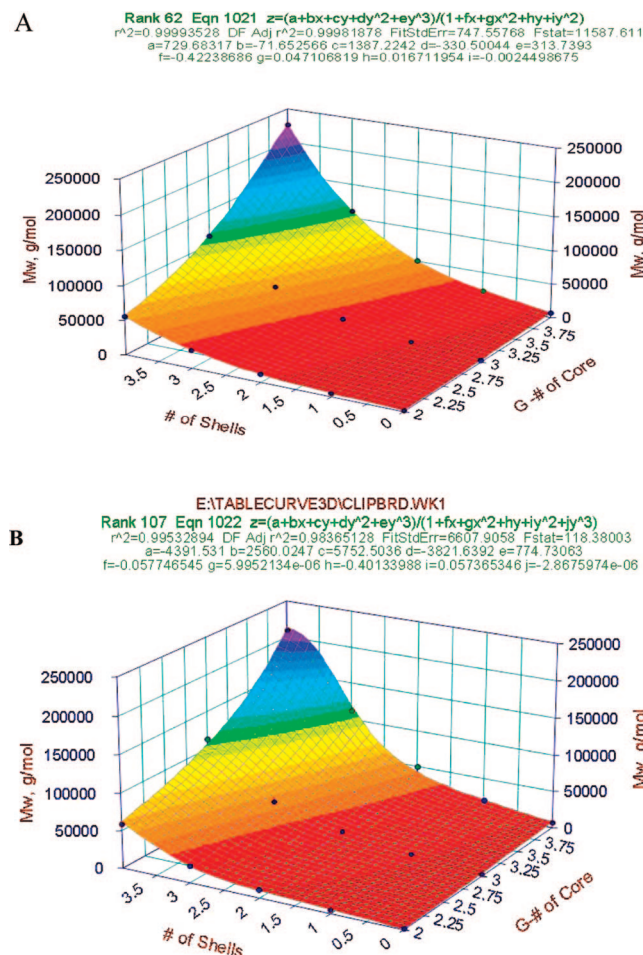 A
Rank 62 Eqn 1021 z=(a+bx+cy+dy^2+ey^3)/(1+fx+gx^2+hy+iy^2)
r^2=0.99993528 DF Adj r^2=0.99981878 FitStdErr=747.55768 Fstat=11587.611
a=729.68317 b=-71.652566 c=1387.2242 d=-330.50044 e=313.7393
f=-0.42238686 g=0.047106819 h=0.016711954 i=-0.0024498675
250000
200000
150000
100000
50000
0
Mw, g/mol
250000
200000
150000
100000
50000
0
Mw, g/mol
3.5
3
2.5
2
1.5
1
0.5
0
# of Shells
2
2.25
2.5
2.75
3
3.25
3.5
3.75
G-# of Core
B
E:\TABLECURVE3D\CLIPBRD.WK1
Rank 107 Eqn 1022 z=(a+bx+cy+dy^2+ey^3)/(1+fx+gx^2+hy+iy^2+jy^3)
r^2=0.99532894 DF Adj r^2=0.98365128 FitStdErr=6607.9058 Fstat=118.38003
a=-4391.531 b=2560.0247 c=5752.5036 d=-3821.6392 e=774.73063
f=-0.057746545 g=5.9952134e-06 h=-0.40133988 i=0.057365346 j=-2.8675974e-06
250000
200000
150000
100000
50000
0
Mw, g/mol
250000
200000
150000
100000
50000
0
Mw, g/mol
3.5
3
2.5
2
1.5
1
0.5
0
# of Shells
2
2.25
2.5
2.75
3
3.25
3.5
3.75
G-# of Core